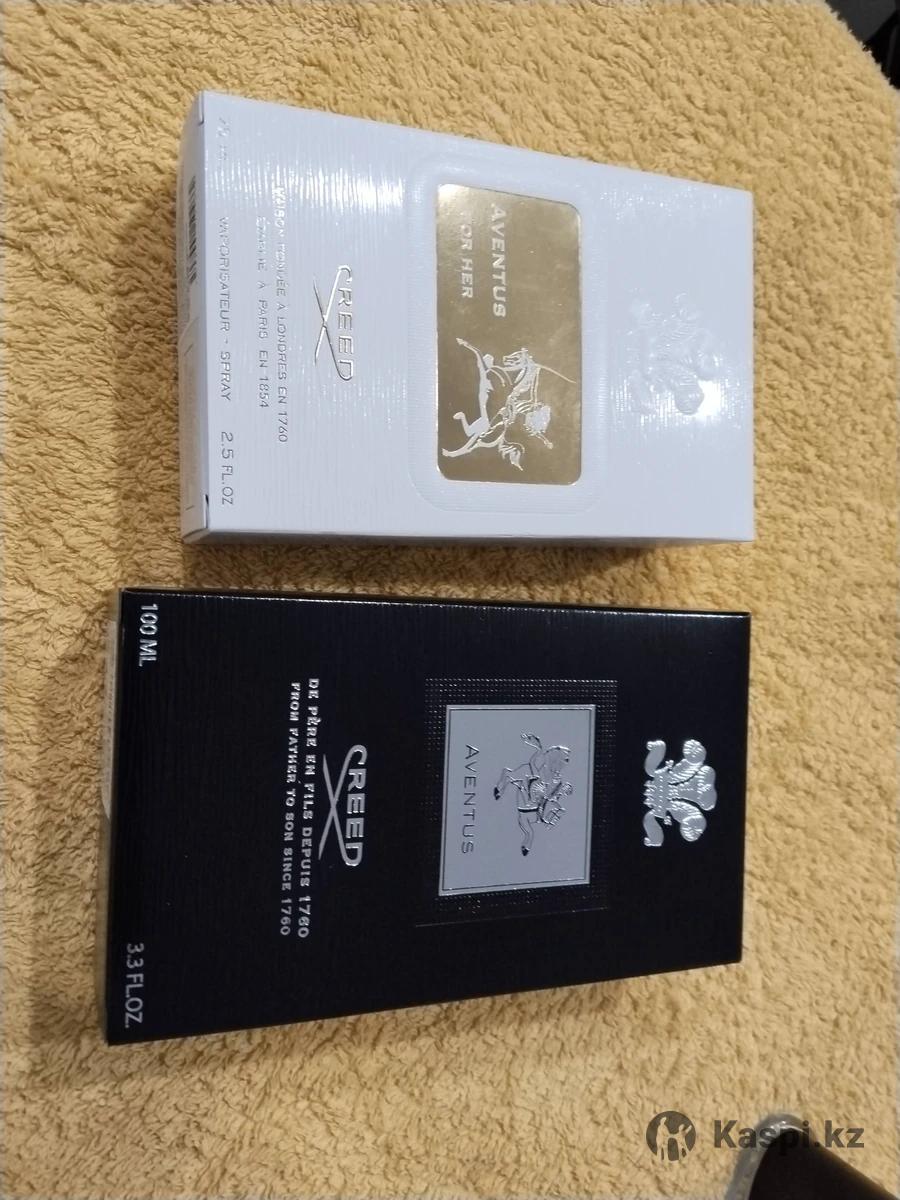 AVENTUS
FOR HER
CREED
MAISON FONDÉE À LONDRES EN 1760
À PARIS EN 1854
VAPORISATEUR - SPRAY 2.5 FL.OZ
AVENTUS
CREED
DE PÈRE EN FILS DEPUIS 1760
FROM FATHER TO SON SINCE 1760
100 ML 3.3 FL.OZ.
Kaspi.kz